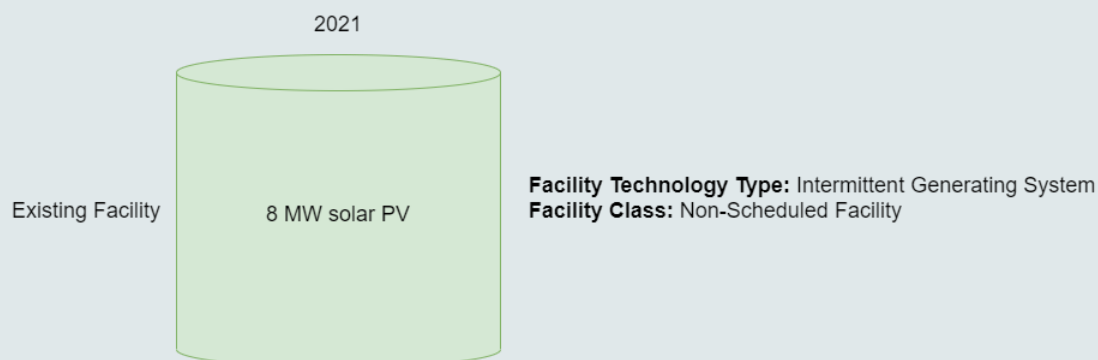 2021
Existing Facility
8 MW solar PV
Facility Technology Type: Intermittent Generating System
Facility Class: Non-Scheduled Facility